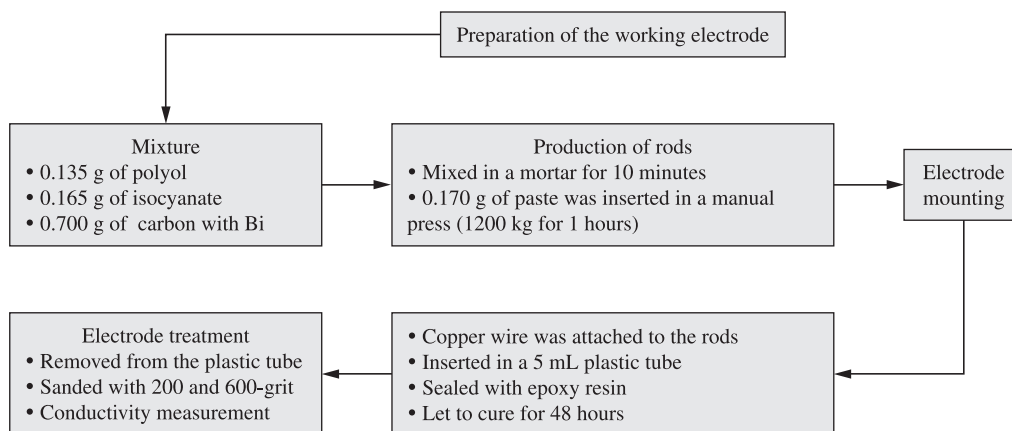 Preparation of the working electrode
Mixture
• 0.135 g of polyol
• 0.165 g of isocyanate
• 0.700 g of carbon with Bi
Production of rods
• Mixed in a mortar for 10 minutes
• 0.170 g of paste was inserted in a manual
press (1200 kg for 1 hours)
Electrode
mounting
• Copper wire was attached to the rods
• Inserted in a 5 mL plastic tube
• Sealed with epoxy resin
• Let to cure for 48 hours
Electrode treatment
• Removed from the plastic tube
• Sanded with 200 and 600-grit
• Conductivity measurement